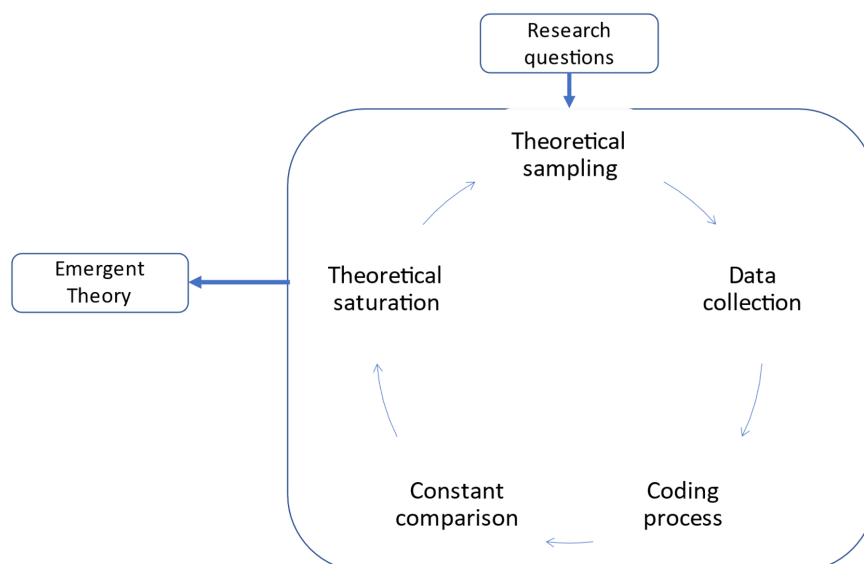 Research
questions
Theoretical
sampling
Data
collection
Coding
process
Constant
comparison
Theoretical
saturation
Emergent
Theory